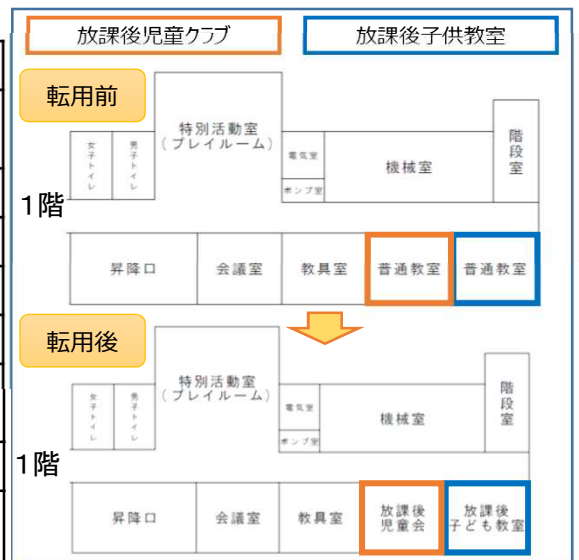 放課後児童クラブ
放課後子供教室
転用前
特別活動室
(プレイルーム)
女子トイレ
男子トイレ
電気室
ポンプ室
機械室
階段室
1階
昇降口
会議室
教具室
普通教室
普通教室
転用後
特別活動室
(プレイルーム)
女子トイレ
男子トイレ
電気室
ポンプ室
機械室
階段室
1階
昇降口
会議室
教具室
放課後
児童会
放課後
子ども教室